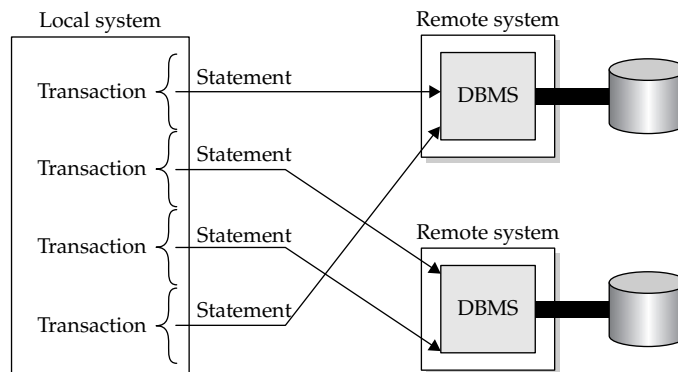 Local system
Remote system
Transaction
Statement
DBMS
Transaction
Statement
Transaction
Statement
Remote system
DBMS
Transaction
Statement